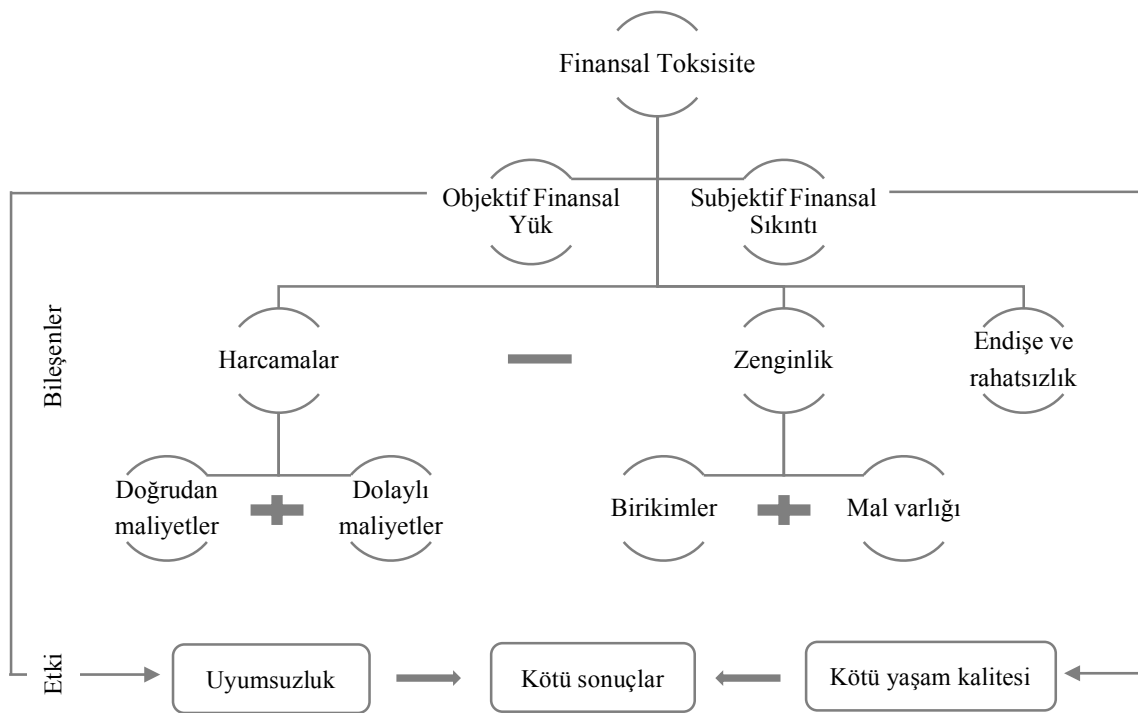 Finansal Toksisite
Objektif Finansal
Yük
Subjektif Finansal
Sıkıntı
Bileşenler
Harcamalar
Zenginlik
Endişe ve
rahatsızlık
Doğrudan
maliyetler
Dolaylı
maliyetler
Birikimler
Mal varlığı
Etki
Uyumsuzluk
Kötü sonuçlar
Kötü yaşam kalitesi